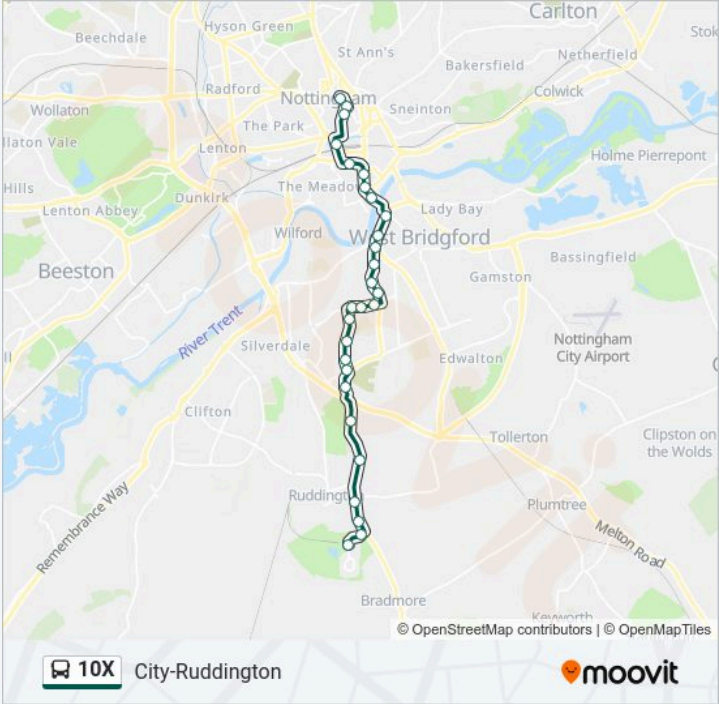 Carlton
Beechdale
Hyson Green
Stok
St Ann's
Netherfield
Bakersfield
Radford
Nottingham
Colwick
Wollaton
Sneinton
The Park
llaton Vale
Lenton
Holme Pierrepont
Hills
The Meadow
Dunkirk
Lenton Abbey
Lady Bay
Wilford
West Bridgford
Bassingfield
Beeston
Gamston
River Trent
Nottingham
City Airport
Silverdale
Edwalton
Clifton
Tollerton
Clipston on
the Wolds
Ruddingt
Remembrance Way
Plumtree
Melton Road
Bradmore
Keyworth
© OpenStreetMap contributors | © OpenMapTiles
10X City-Ruddington
moovit